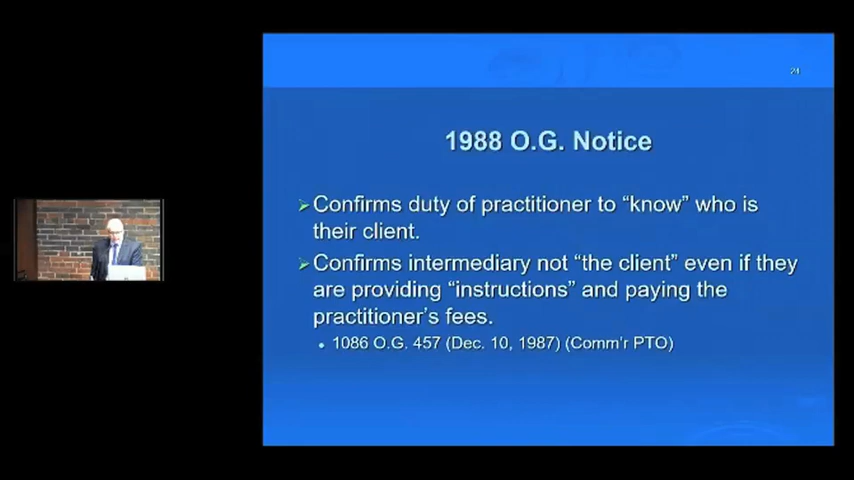 24
1988 O.G. Notice
➢Confirms duty of practitioner to “know” who is
their client.
➢Confirms intermediary not “the client” even if they
are providing “instructions” and paying the
practitioner’s fees.
• 1086 O.G. 457 (Dec. 10, 1987) (Comm’r PTO)